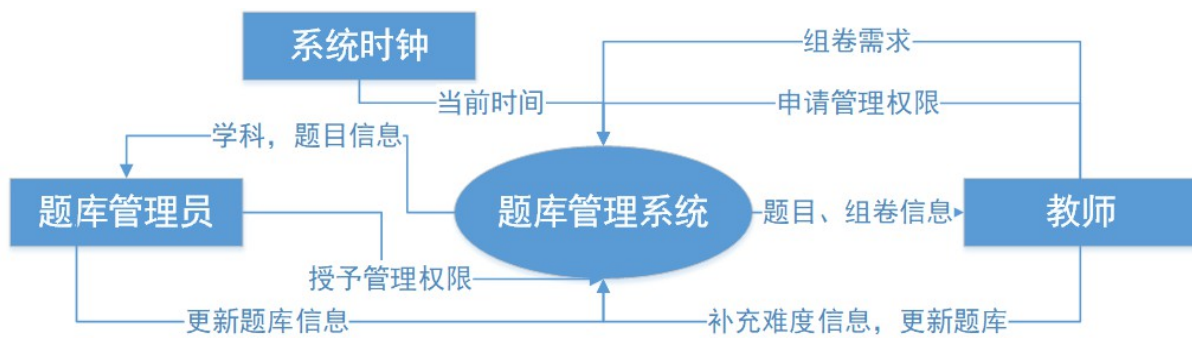 系统时钟
组卷需求
当前时间
申请管理权限
学科，题目信息
题库管理员
题库管理系统
题目、组卷信息
教师
授予管理权限
更新题库信息
补充难度信息，更新题库